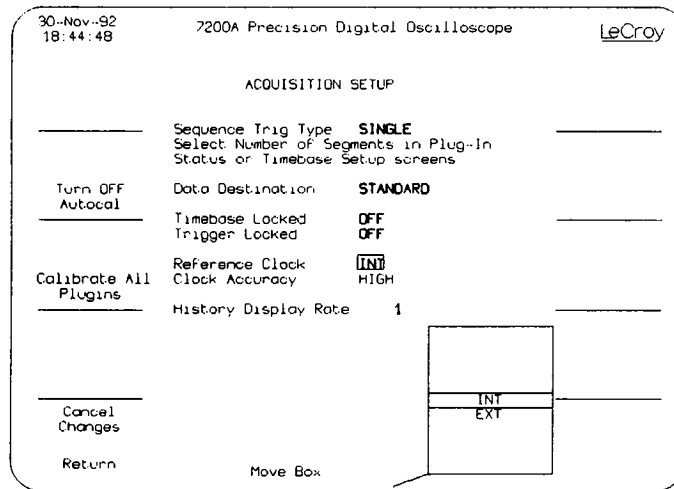 30-Nov-92
18:44:48
7200A Precision Digital Oscilloscope
LeCroy
ACQUISITION SETUP
Sequence Trig Type SINGLE
Select Number of Segments in Plug-In
Status or Timebase Setup screens
Turn OFF
Autocal
Data Destination STANDARD
Timebase Locked OFF
Trigger Locked OFF
Reference Clock INT
Clock Accuracy HIGH
Calibrate All
Plugins
History Display Rate 1
INT
EXT
Cancel
Changes
Return
Move Box